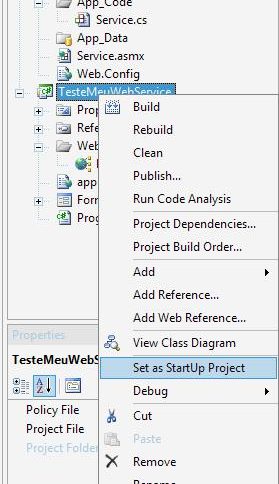 App_Code
Service.cs
App_Data
Service.asmx
Web.Config
TesteMeuWebService
Build
Prop
Rebuild
Refe
Clean
Web
Publish...
Run Code Analysis
app
Project Dependencies...
Form
Project Build Order...
Prog
Add
Add Reference...
Add Web Reference...
View Class Diagram
Properties
Set as StartUp Project
TesteMeuWebS
Debug
Cut
Policy File
Paste
Project File
Remove
Project Folder
Rename